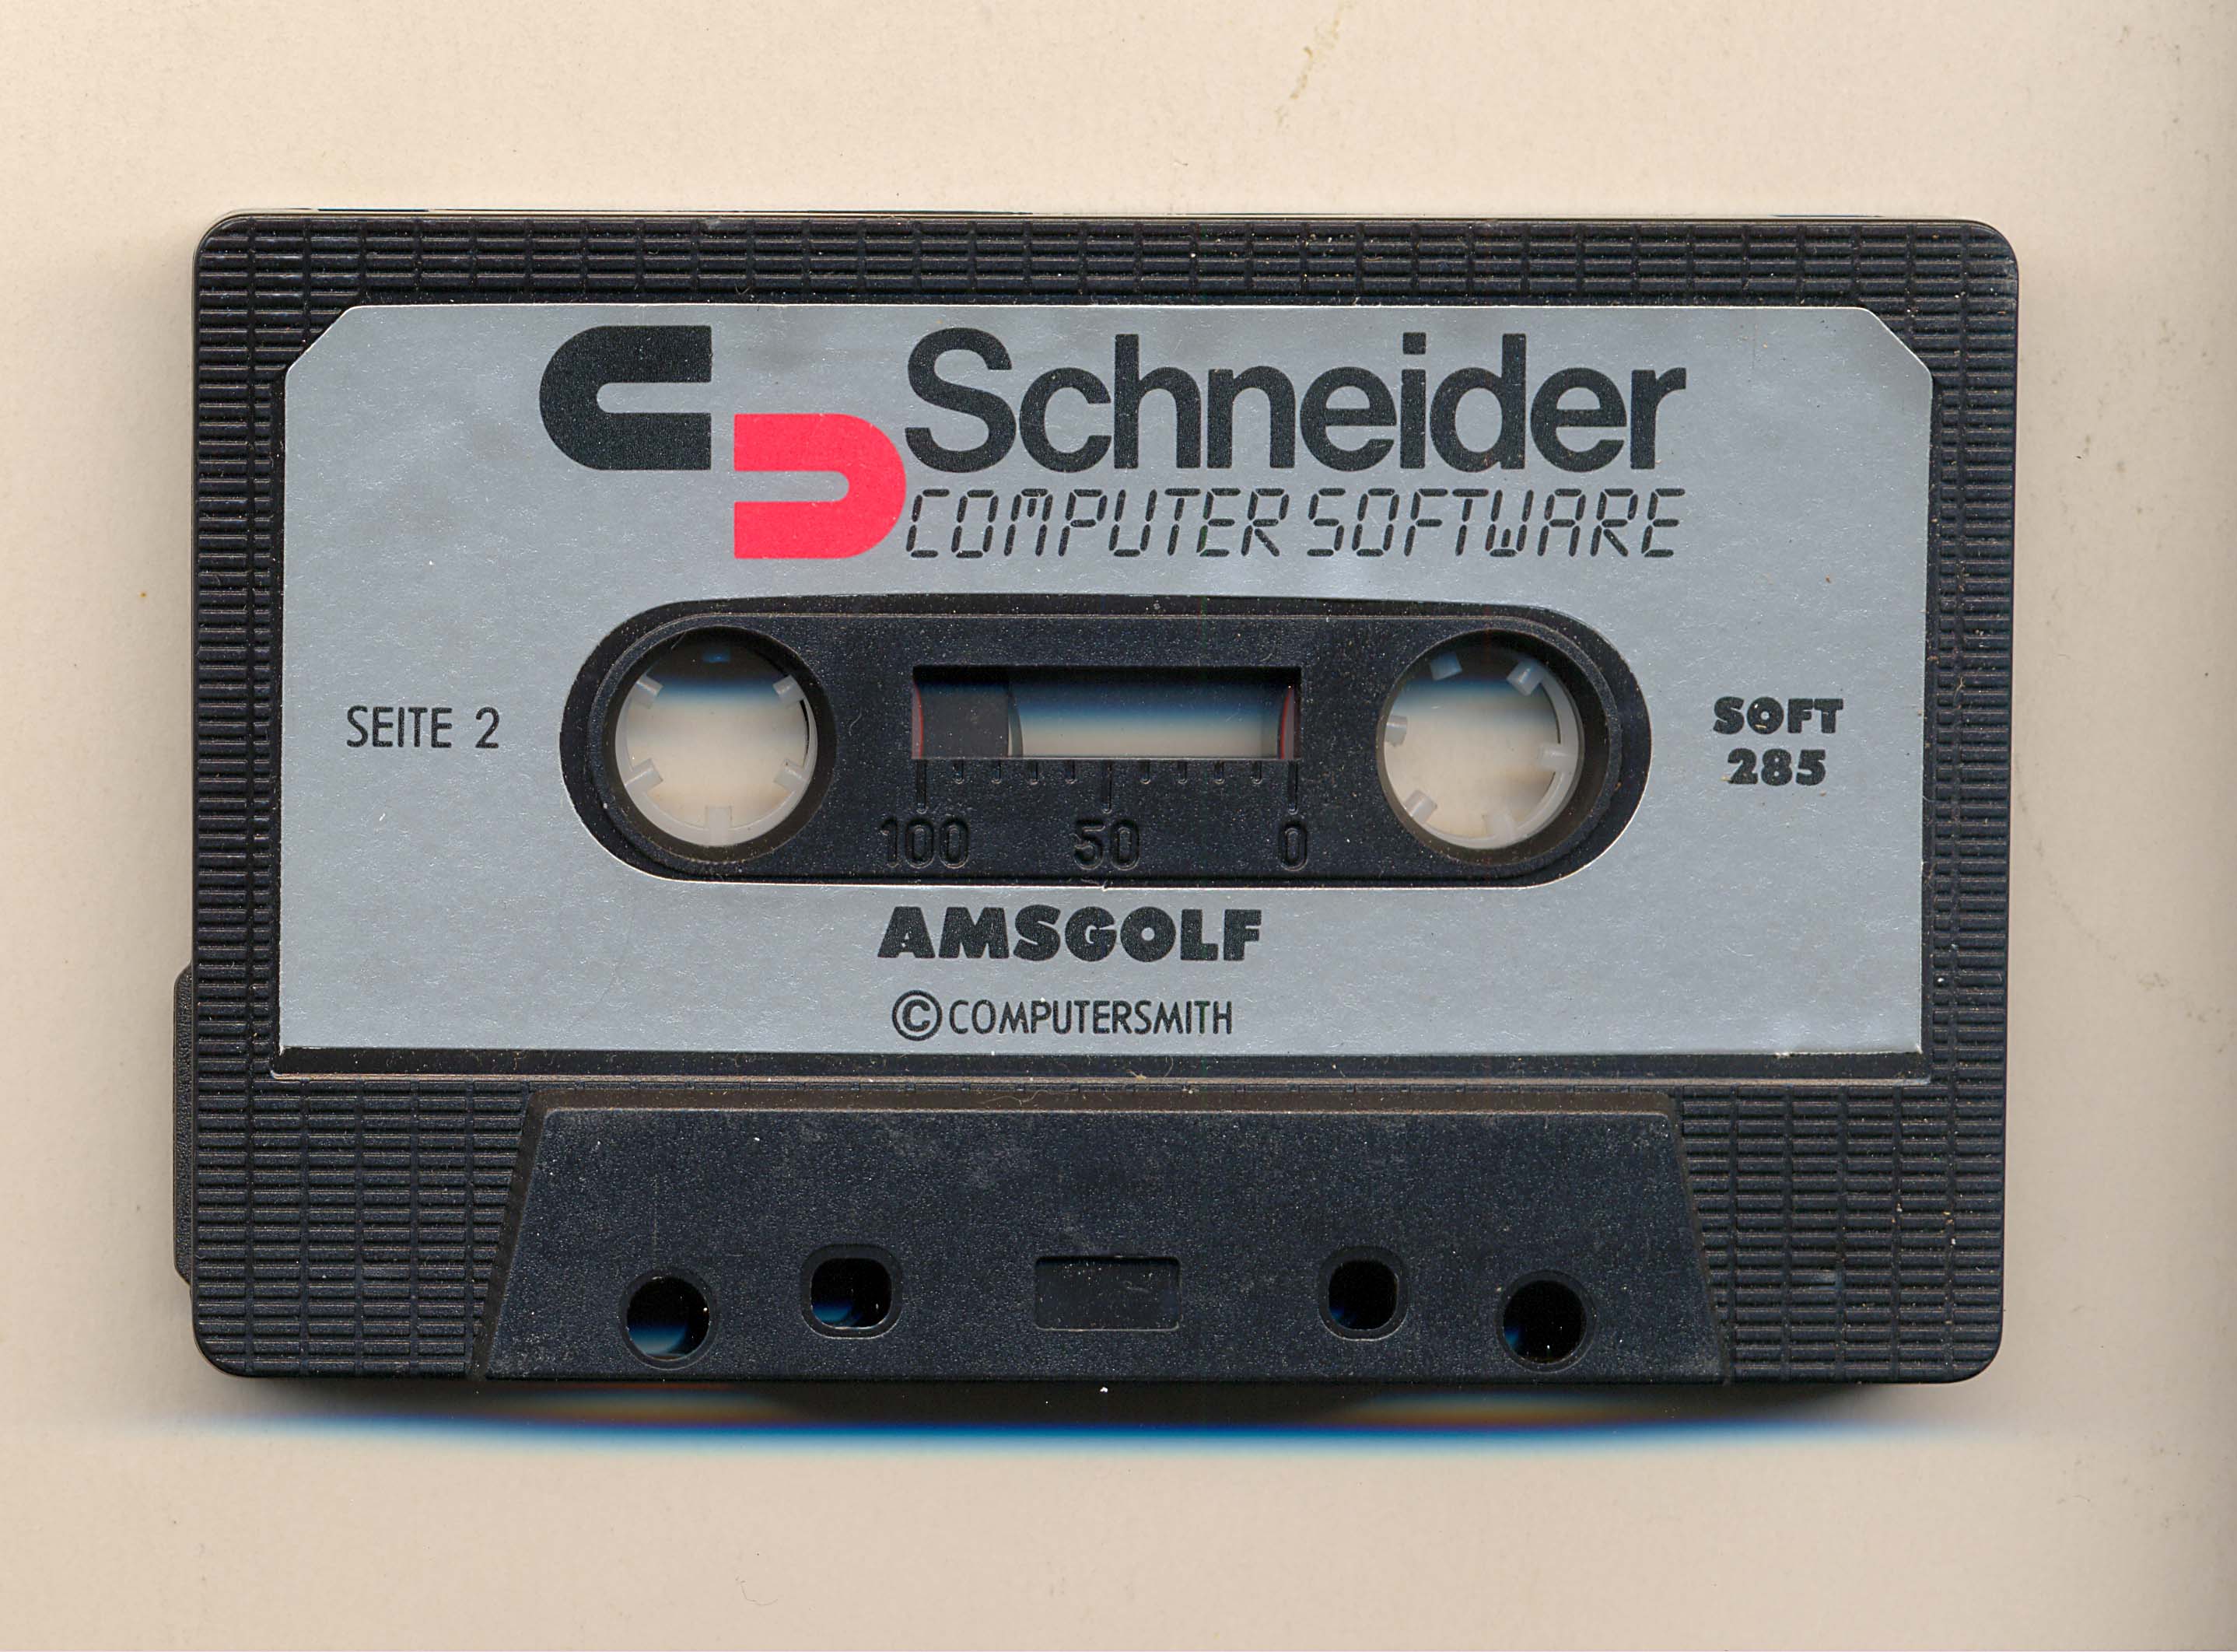 Schneider
COMPUTER SOFTWARE
SEITE 2
SOFT
285
100 50 0
AMSGOLF
©COMPUTERSMITH